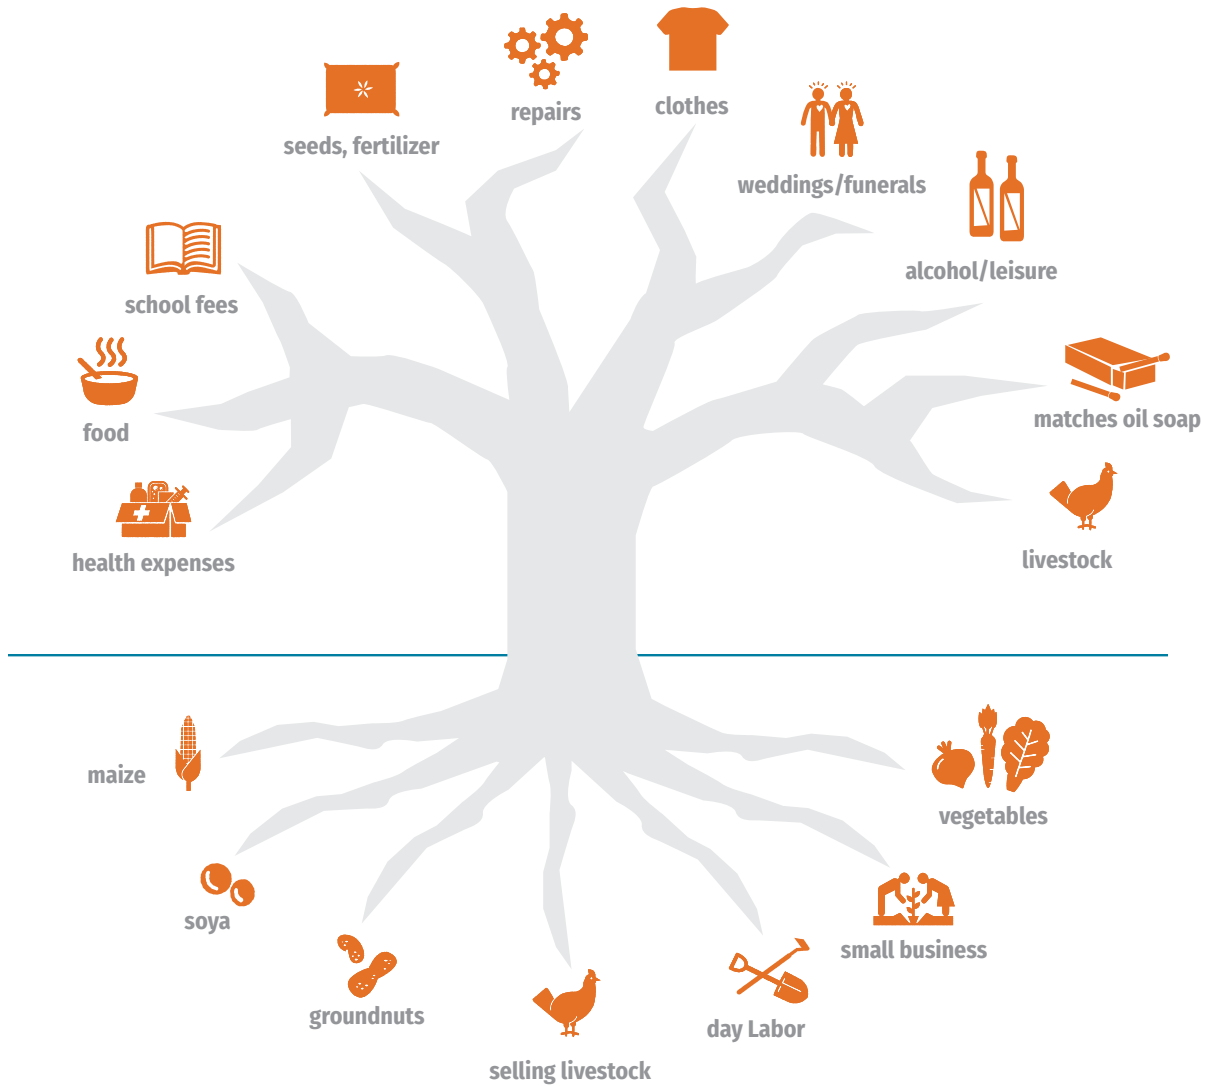 repairs
clothes
seeds, fertilizer
weddings/funerals
alcohol/leisure
school fees
matches oil soap
food
livestock
health expenses
maize
vegetables
soya
small business
groundnuts
day Labor
selling livestock